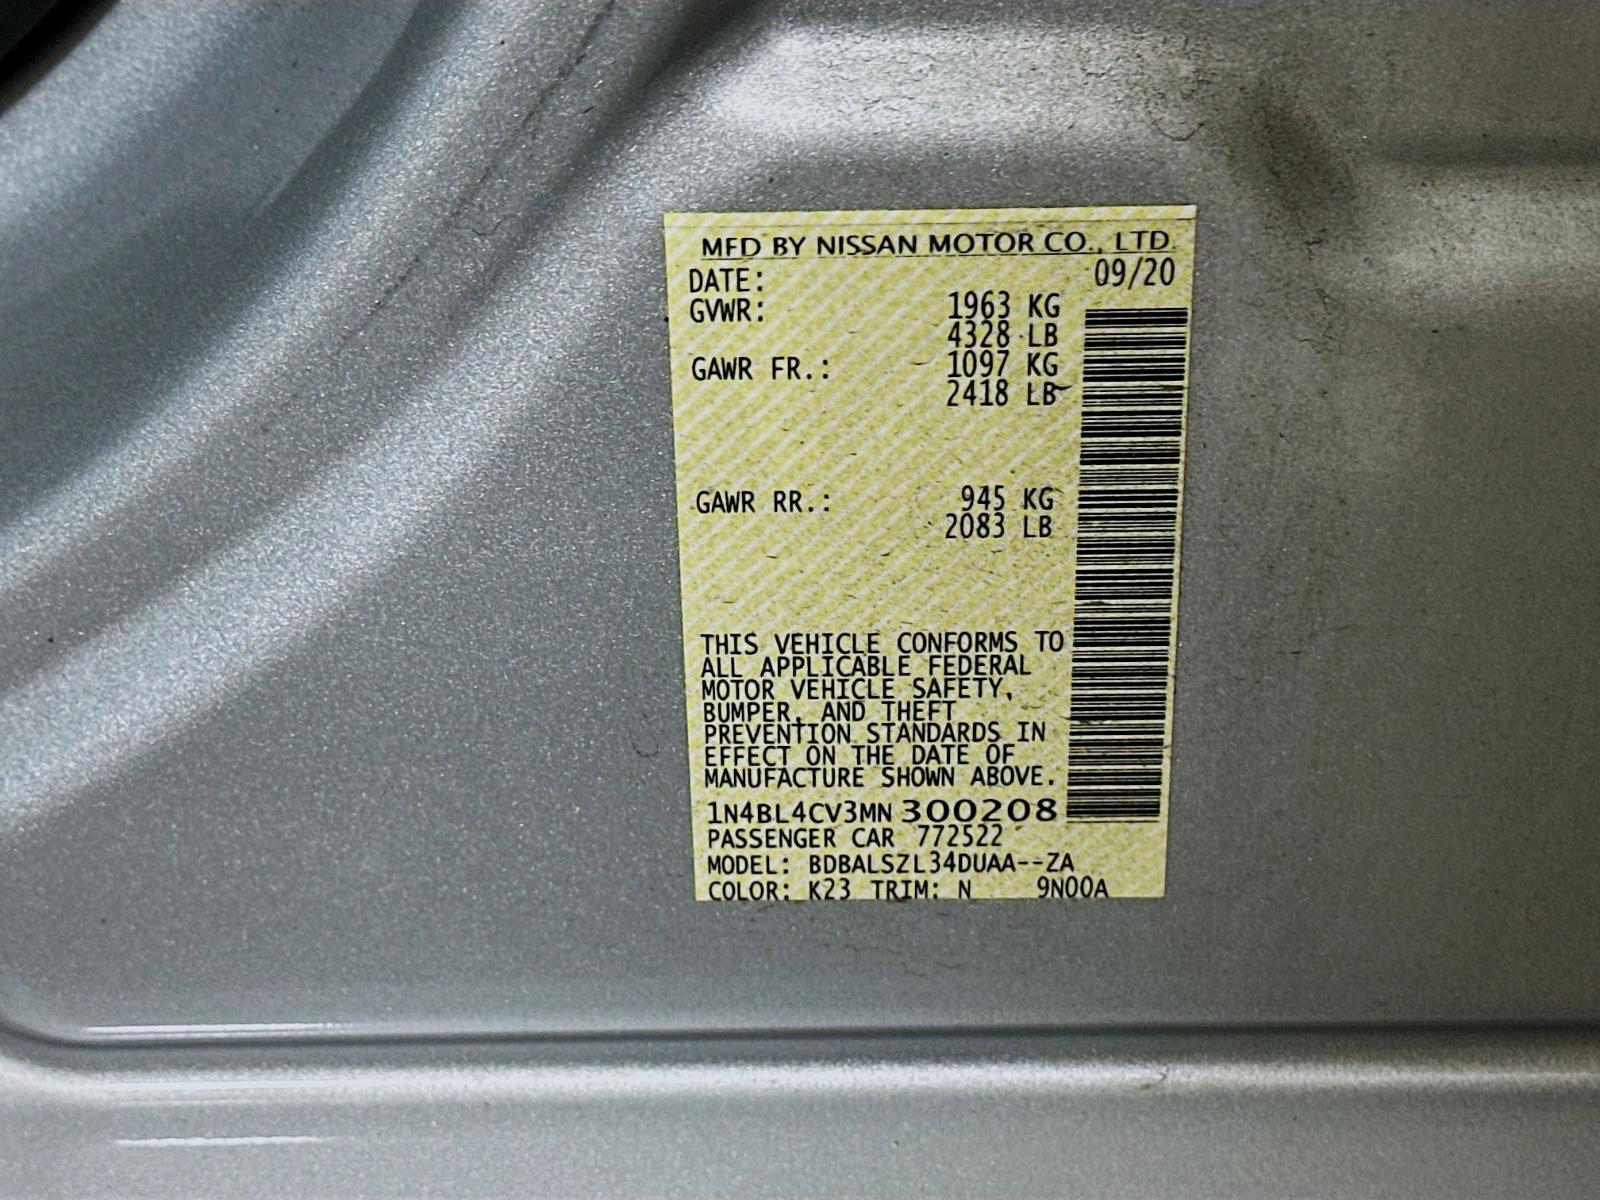 MFD BY NISSAN MOTOR CO., LTD.
DATE: 09/20
GVWR: 1963 KG
4328 LB
GAWR FR.: 1097 KG
2418 LB
GAWR RR.: 945 KG
2083 LB
THIS VEHICLE CONFORMS TO
ALL APPLICABLE FEDERAL
MOTOR VEHICLE SAFETY,
BUMPER, AND THEFT
PREVENTION STANDARDS IN
EFFECT ON THE DATE OF
MANUFACTURE SHOWN ABOVE.
1N4BL4CV3MN300208
PASSENGER CAR 772522
MODEL: BDBALSZL34DUAA--ZA
COLOR: K23 TRIM: N 9N00A